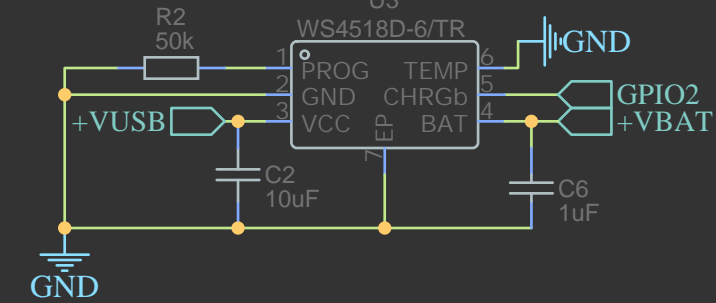 U3
R2
WS4518D-6/TR
50k
1
PROG
TEMP
6
GND
2
GND
CHRGb
5
GPIO2
+VUSB
3
VCC
EP
BAT
4
+VBAT
7
C2
10uF
C6
1uF
GND